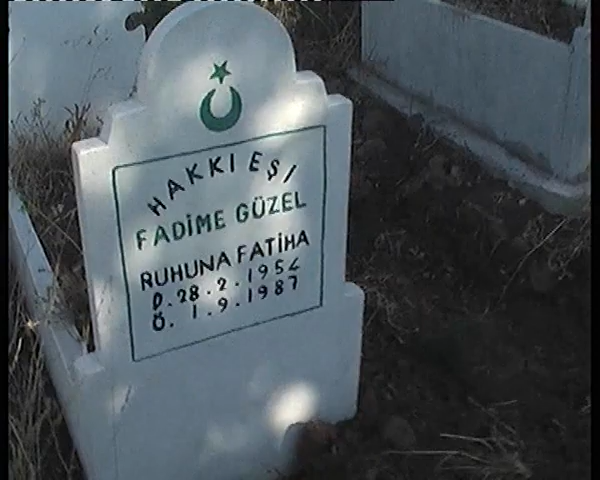 HAKKI EŞİ
FADİME GÜZEL
RUHUNA FATİHA
D. 28. 2. 1954
Ö. 1. 9. 1987